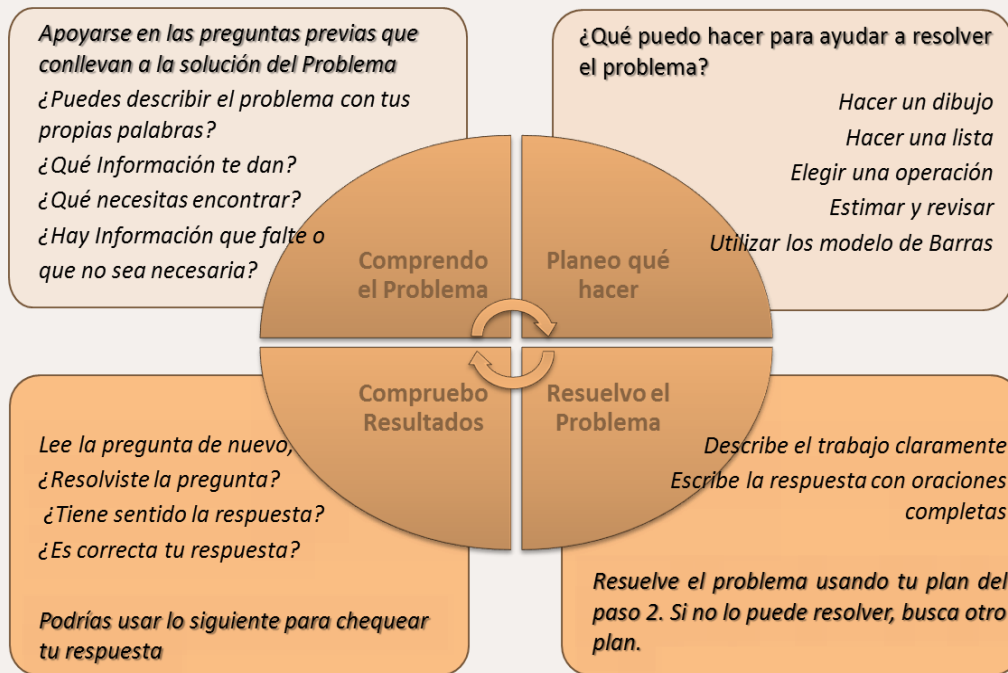 Apoyarse en las preguntas previas que
conllevan a la solución del Problema
¿Puedes describir el problema con tus
propias palabras?
¿Qué Información te dan?
¿Qué necesitas encontrar?
¿Hay Información que falte o
que no sea necesaria?
¿Qué puedo hacer para ayudar a resolver
el problema?
Hacer un dibujo
Hacer una lista
Elegir una operación
Estimar y revisar
Utilizar los modelo de Barras
Comprendo
el Problema
Planeo qué
hacer
Compruebo
Resultados
Resuelvo el
Problema
Lee la pregunta de nuevo,
¿Resolviste la pregunta?
¿Tiene sentido la respuesta?
¿Es correcta tu respuesta?
Podrías usar lo siguiente para chequear
tu respuesta
Describe el trabajo claramente
Escribe la respuesta con oraciones
completas
Resuelve el problema usando tu plan del
paso 2. Si no lo puede resolver, busca otro
plan.